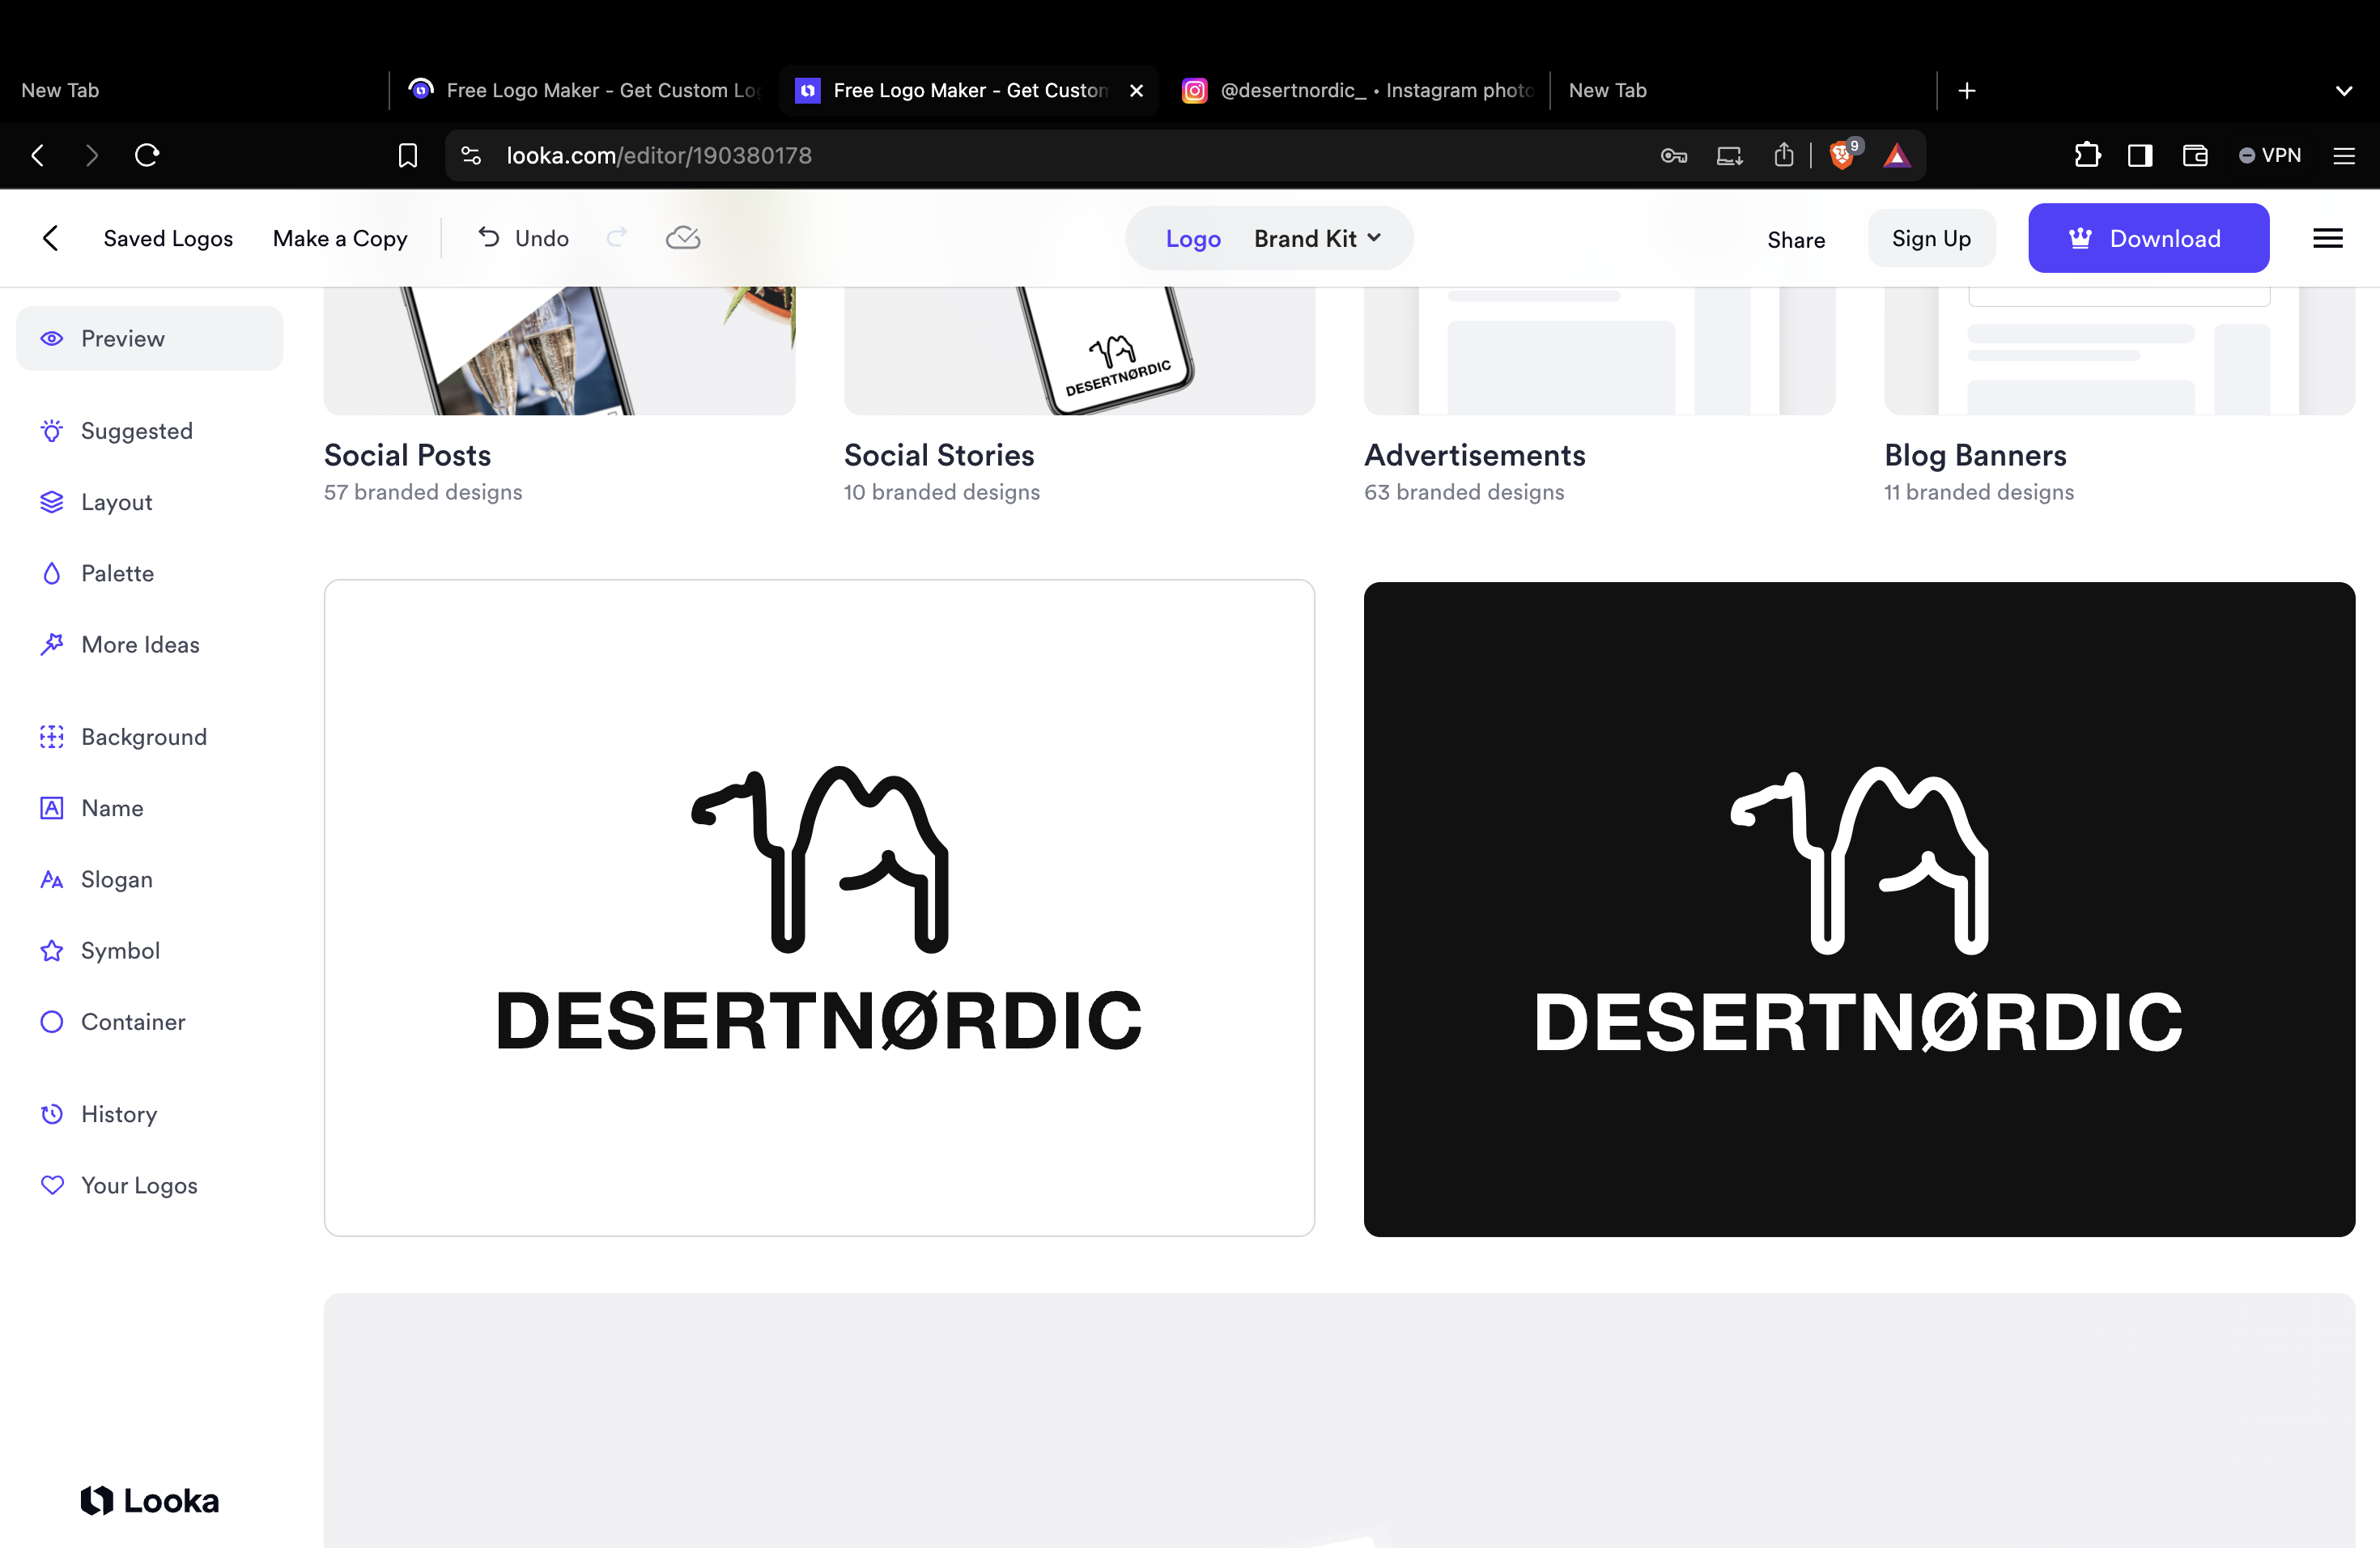 New Tab
Free Logo Maker - Get Custom Lo
Free Logo Maker - Get Custom
@desertnordic_ • Instagram photo
New Tab
looka.com/editor/190380178
9
VPN
Saved Logos
Make a Copy
Undo
Logo
Brand Kit
Share
Sign Up
Download
Preview
Suggested
Layout
Palette
More Ideas
Background
Name
Slogan
Symbol
Container
History
Your Logos
Looka
DESERTNØRDIC
Social Posts
57 branded designs
Social Stories
10 branded designs
Advertisements
63 branded designs
Blog Banners
11 branded designs
DESERTNØRDIC
DESERTNØRDIC